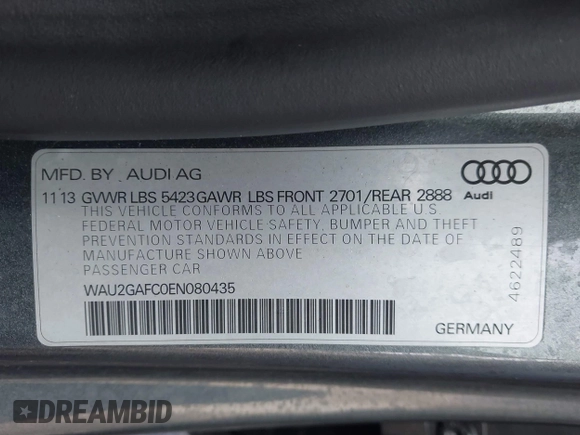 MFD. BY . AUDI AG
Audi
11 13 GVWR LBS 5423 GAWR LBS FRONT 2701/REAR 2888
THIS VEHICLE CONFORMS TO ALL APPLICABLE U S
FEDERAL MOTOR VEHICLE SAFETY, BUMPER AND THEFT
PREVENTION STANDARDS IN EFFECT ON THE DATE OF
MANUFACTURE SHOWN ABOVE
PASSENGER CAR
WAU2GAFC0EN080435
4622489
GERMANY
DREAMBID